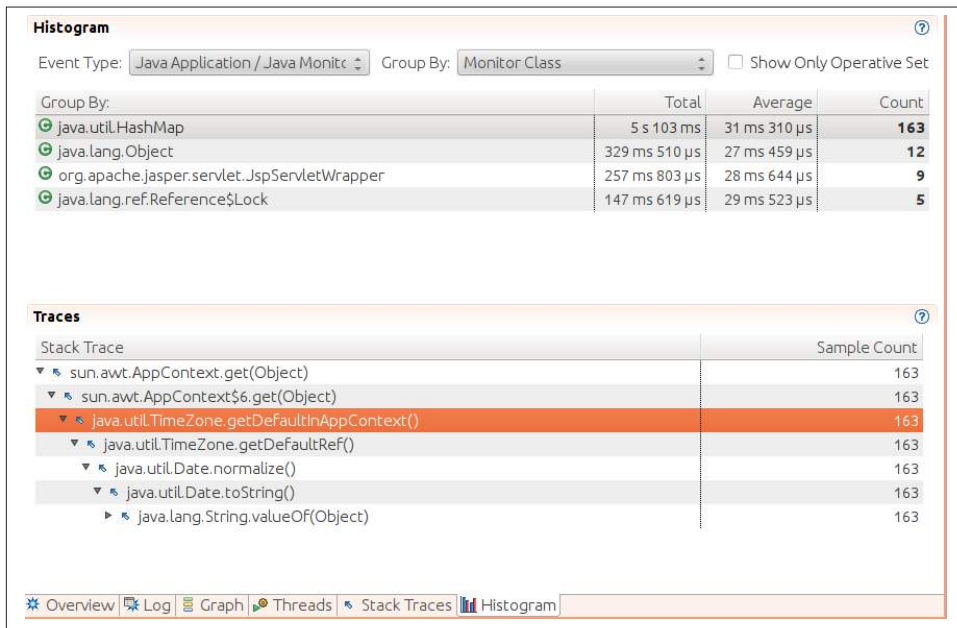 Histogram
Event Type: Java Application / Java Monitc Group By: Monitor Class Show Only Operative Set
Group By: Total Average Count
java.util.HashMap 5 s 103 ms 31 ms 310 µs 163
java.lang.Object 329 ms 510 µs 27 ms 459 µs 12
org.apache.jasper.servlet.JspServletWrapper 257 ms 803 µs 28 ms 644 µs 9
java.lang.ref.Reference$Lock 147 ms 619 µs 29 ms 523 µs 5
Traces
Stack Trace Sample Count
sun.awt.AppContext.get(Object) 163
sun.awt.AppContext$6.get(Object) 163
java.util.TimeZone.getDefaultInAppContext() 163
java.util.TimeZone.getDefaultRef() 163
java.util.Date.normalize() 163
java.util.Date.toString() 163
java.lang.String.valueOf(Object) 163
Overview Log Graph Threads Stack Traces Histogram